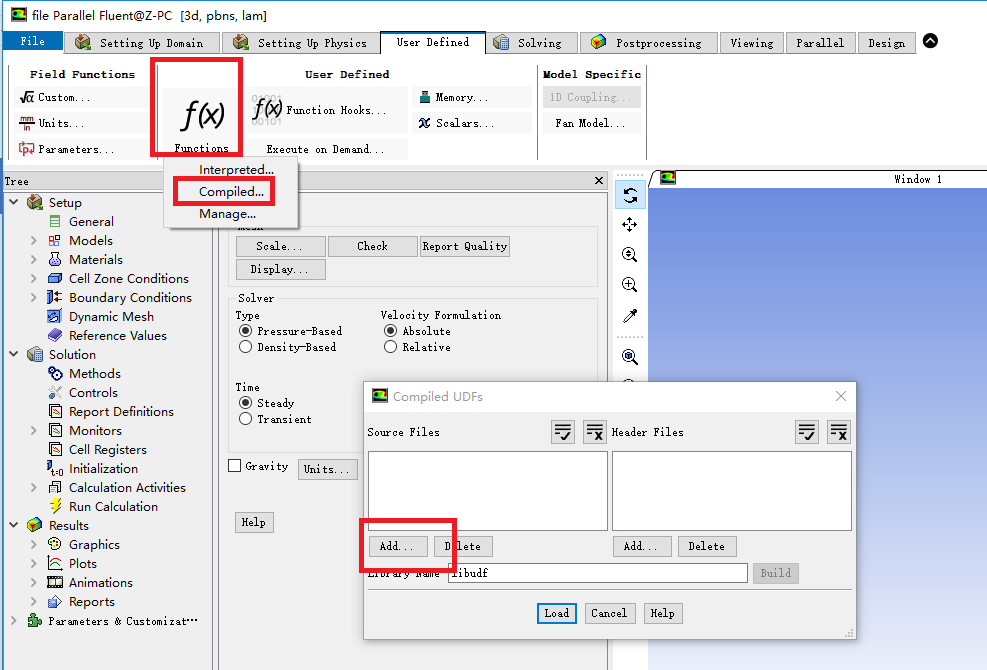 file Parallel Fluent@Z-PC [3d, pbns, lam]
File Setting Up Domain Setting Up Physics User Defined Solving Postprocessing Viewing Parallel Design
Field Functions User Defined Model Specific
Custom... Function Hooks... Memory... 1D Coupling...
Units... f(x) Scalars... Fan Model...
Parameters... Functions Execute on Demand...
Interpreted...
Compiled...
Manage...
Tree
Window 1
Setup
General
Models
Materials
Cell Zone Conditions
Boundary Conditions
Dynamic Mesh
Reference Values
Solution
Methods
Controls
Report Definitions
Monitors
Cell Registers
Initialization
Calculation Activities
Run Calculation
Results
Graphics
Plots
Animations
Reports
Parameters & Customizat...
Mesh
Scale... Check Report Quality
Display...
Solver
Type Velocity Formulation
Pressure-Based Absolute
Density-Based Relative
Time
Steady
Transient
Gravity Units...
Help
Compiled UDFs
Source Files Header Files
Add... Delete Add... Delete
Library Name libudf Build
Load Cancel Help